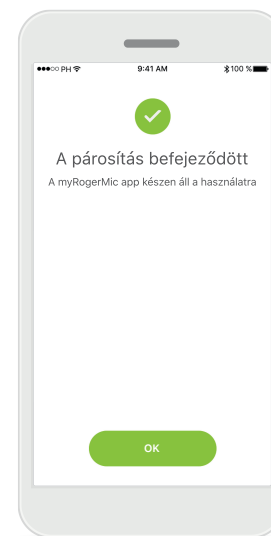 PH 9:41 AM 100 %
A párosítás befejeződött
A myRogerMic app készen áll a használatra
OK